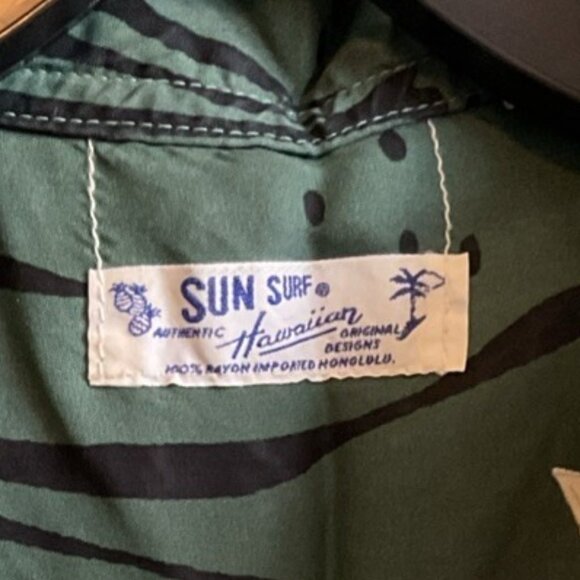 SUN SURF®
AUTHENTIC Hawaiian ORIGINAL
DESIGNS
100% RAYON IMPORTED HONOLULU.